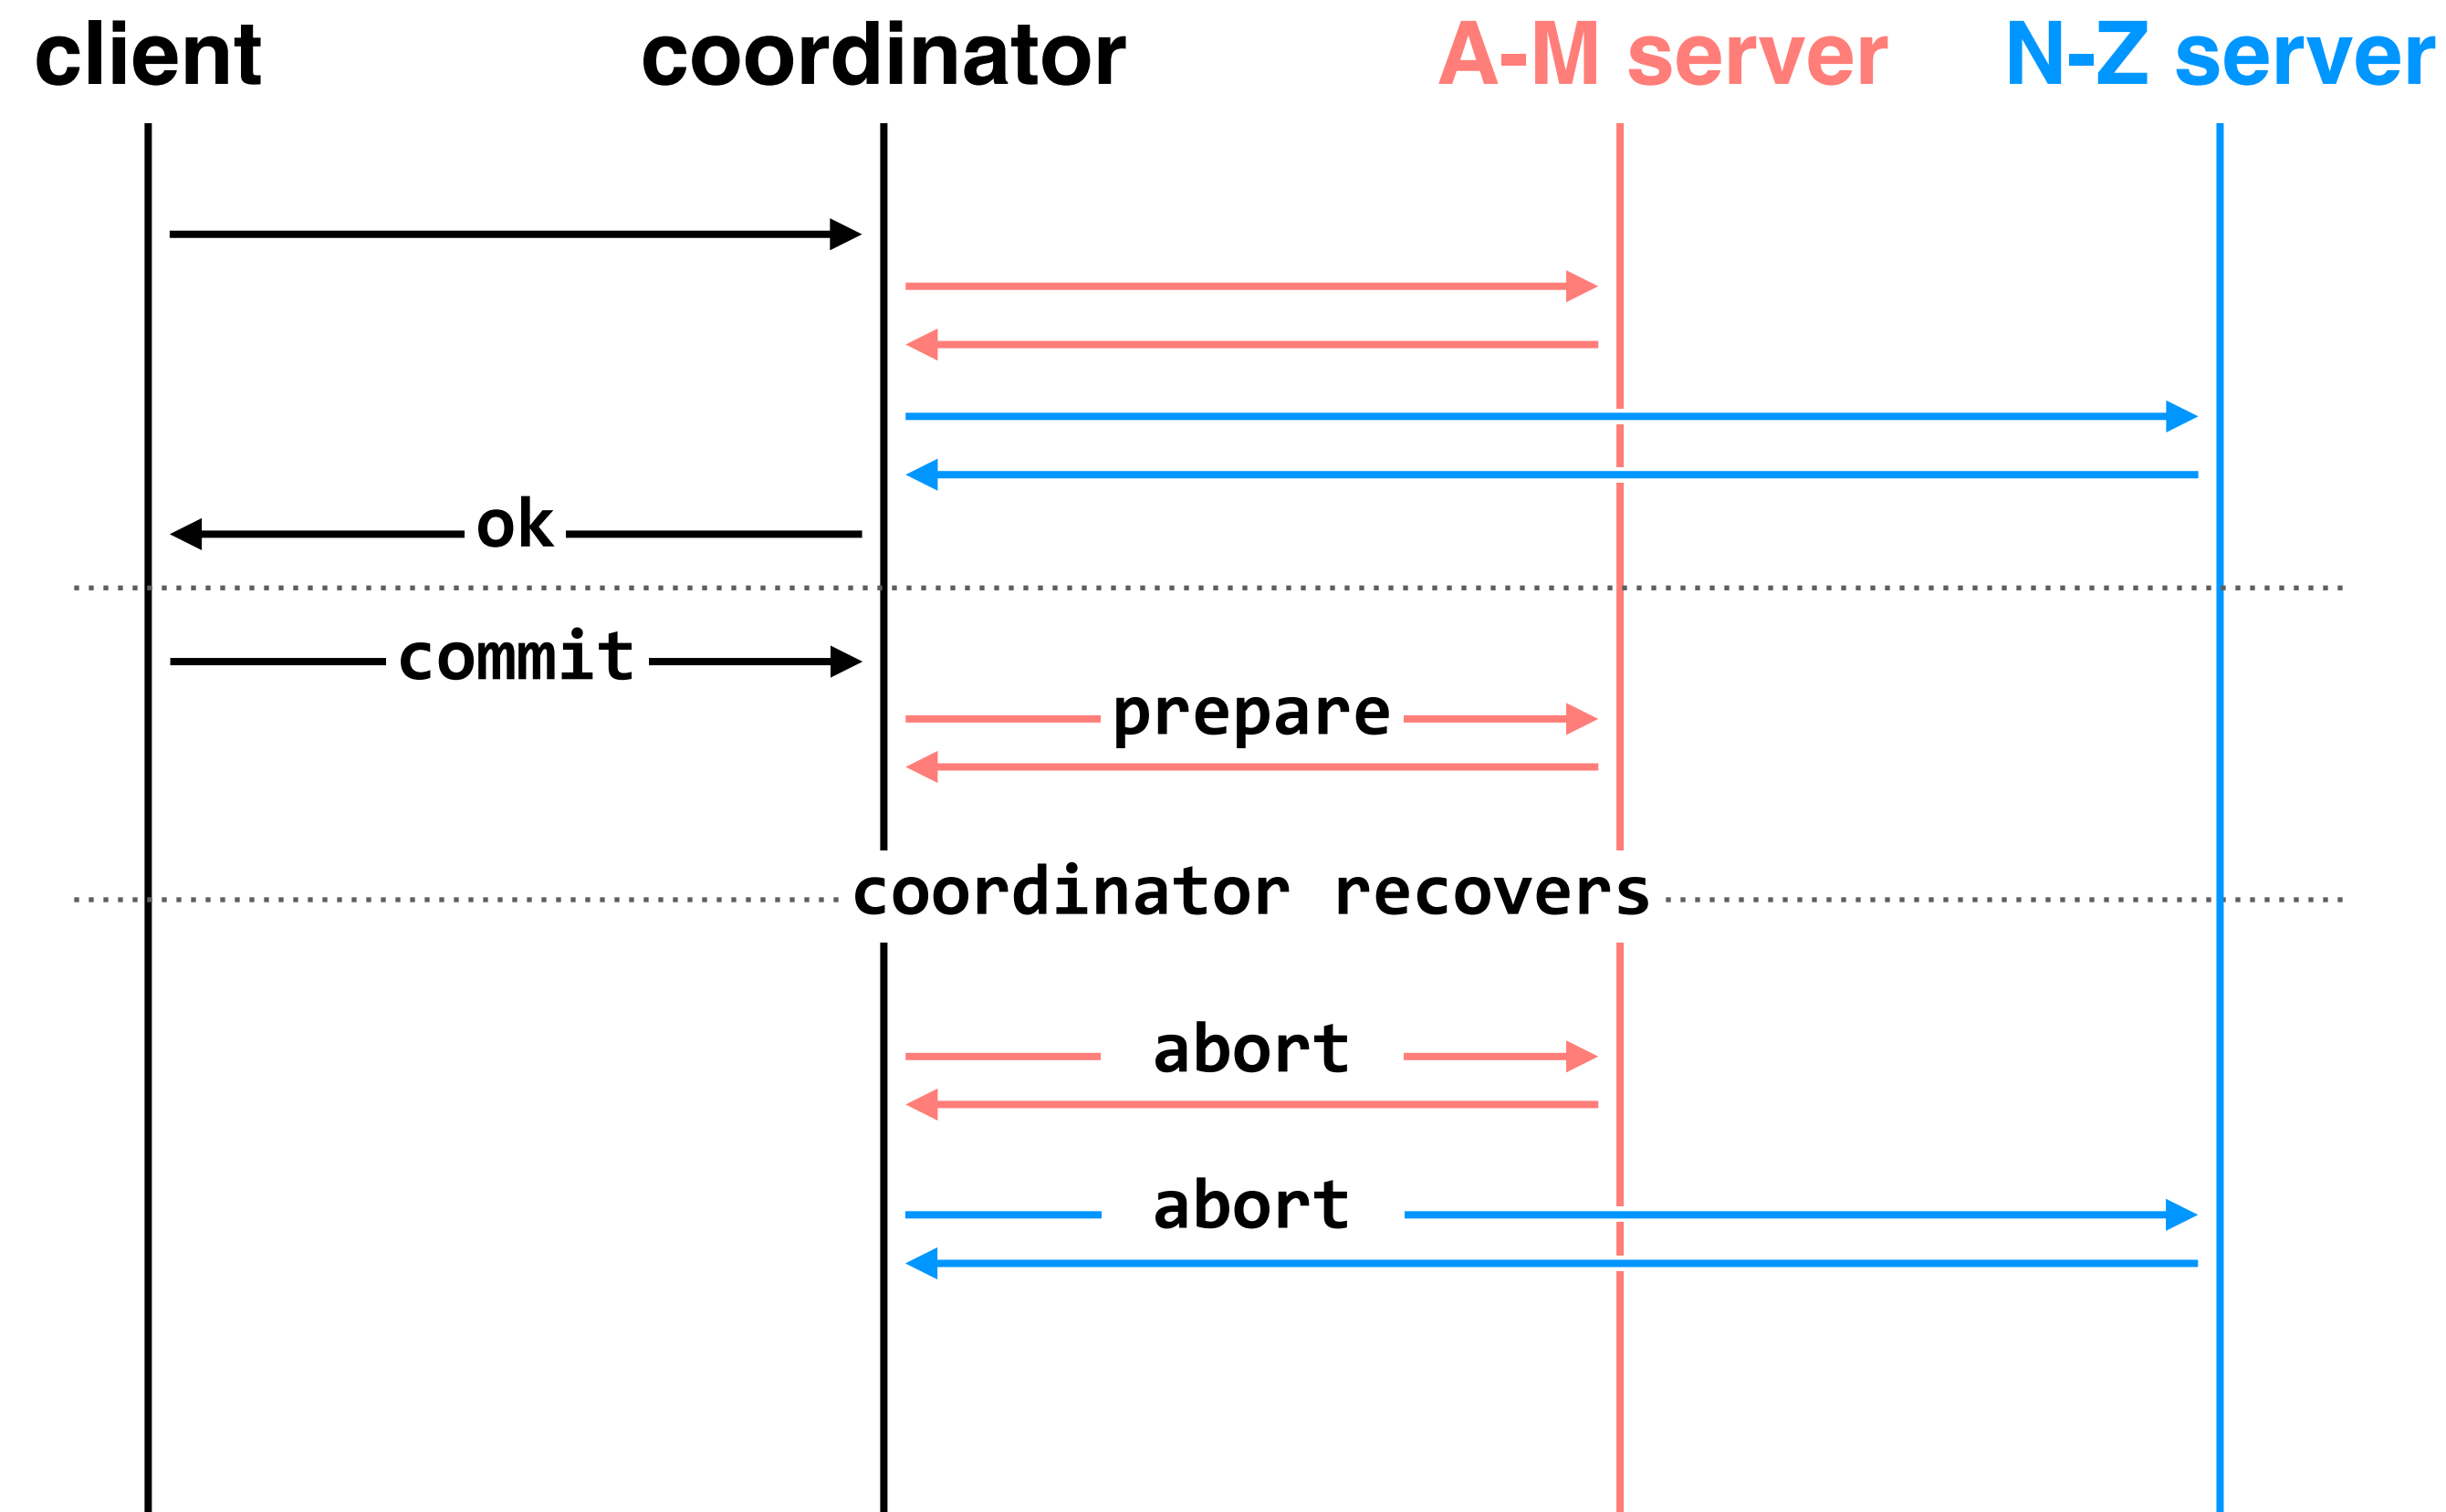 client coordinator A-M server N-Z server
ok
commit
prepare
coordinator recovers
abort
abort